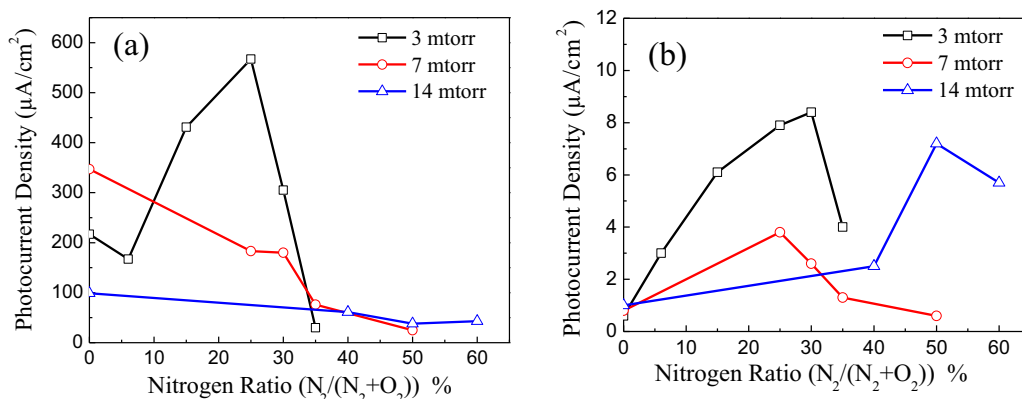 (a)
3 mtorr
7 mtorr
14 mtorr
600
500
400
300
200
100
0
Photocurrent Density (µA/cm²)
0 10 20 30 40 50 60
Nitrogen Ratio (N₂/(N₂+O₂)) %
(b)
3 mtorr
7 mtorr
14 mtorr
12
10
8
6
4
2
0
Photocurrent Density (µA/cm²)
0 10 20 30 40 50 60
Nitrogen Ratio (N₂/(N₂+O₂)) %